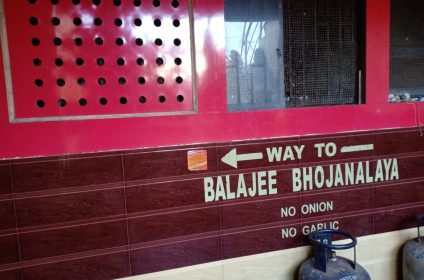 WAY TO
BALAJEE BHOJANALAYA
NO ONION
NO GARLIC